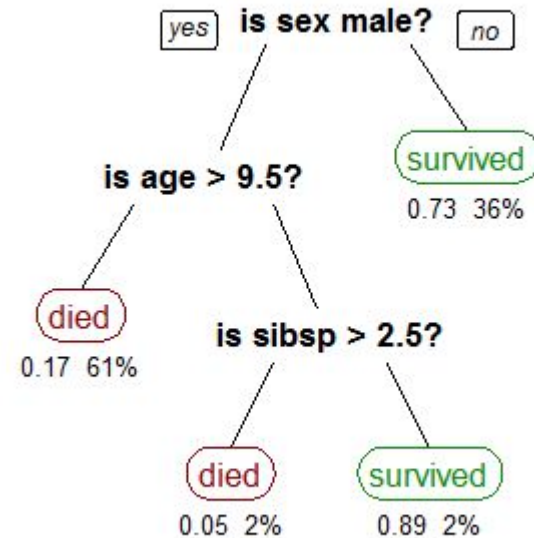 yes is sex male? no
survived
is age > 9.5?
0.73 36%
died
0.17 61%
is sibsp > 2.5?
died survived
0.05 2% 0.89 2%